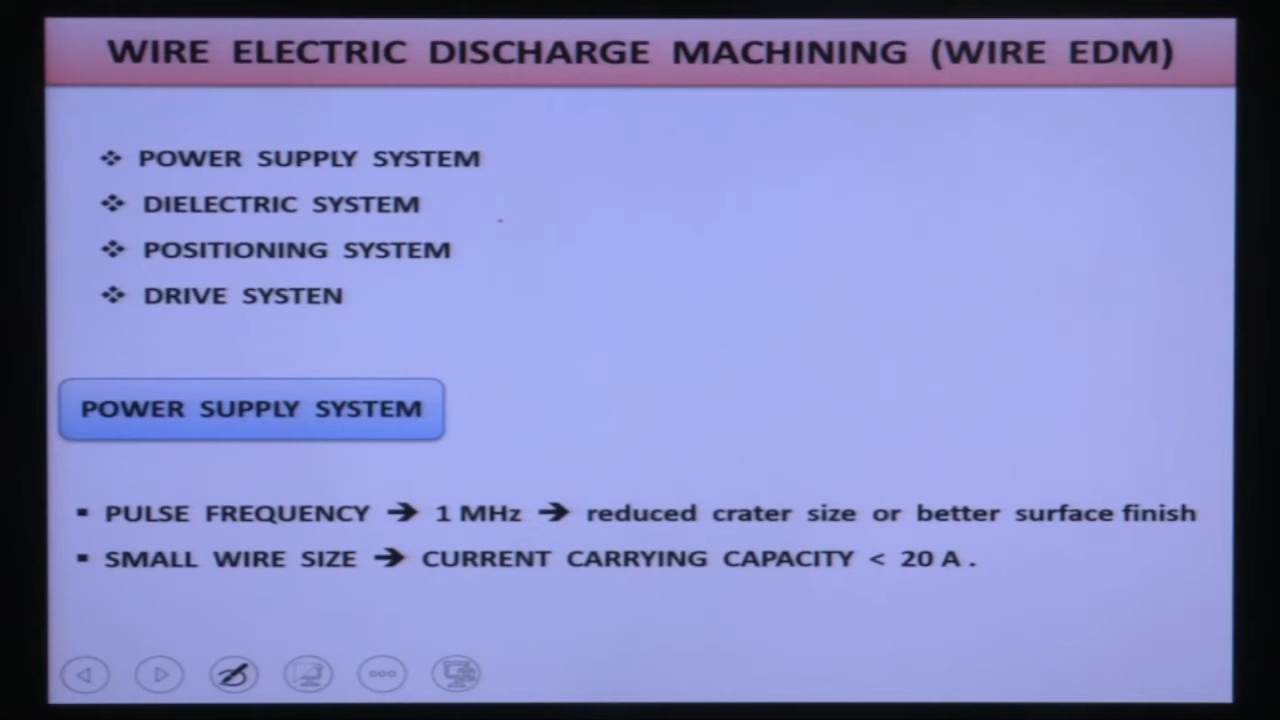 WIRE ELECTRIC DISCHARGE MACHINING (WIRE EDM)
❖ POWER SUPPLY SYSTEM
❖ DIELECTRIC SYSTEM
❖ POSITIONING SYSTEM
❖ DRIVE SYSTEN
POWER SUPPLY SYSTEM
▪ PULSE FREQUENCY ➔ 1 MHz ➔ reduced crater size or better surface finish
▪ SMALL WIRE SIZE ➔ CURRENT CARRYING CAPACITY < 20 A .